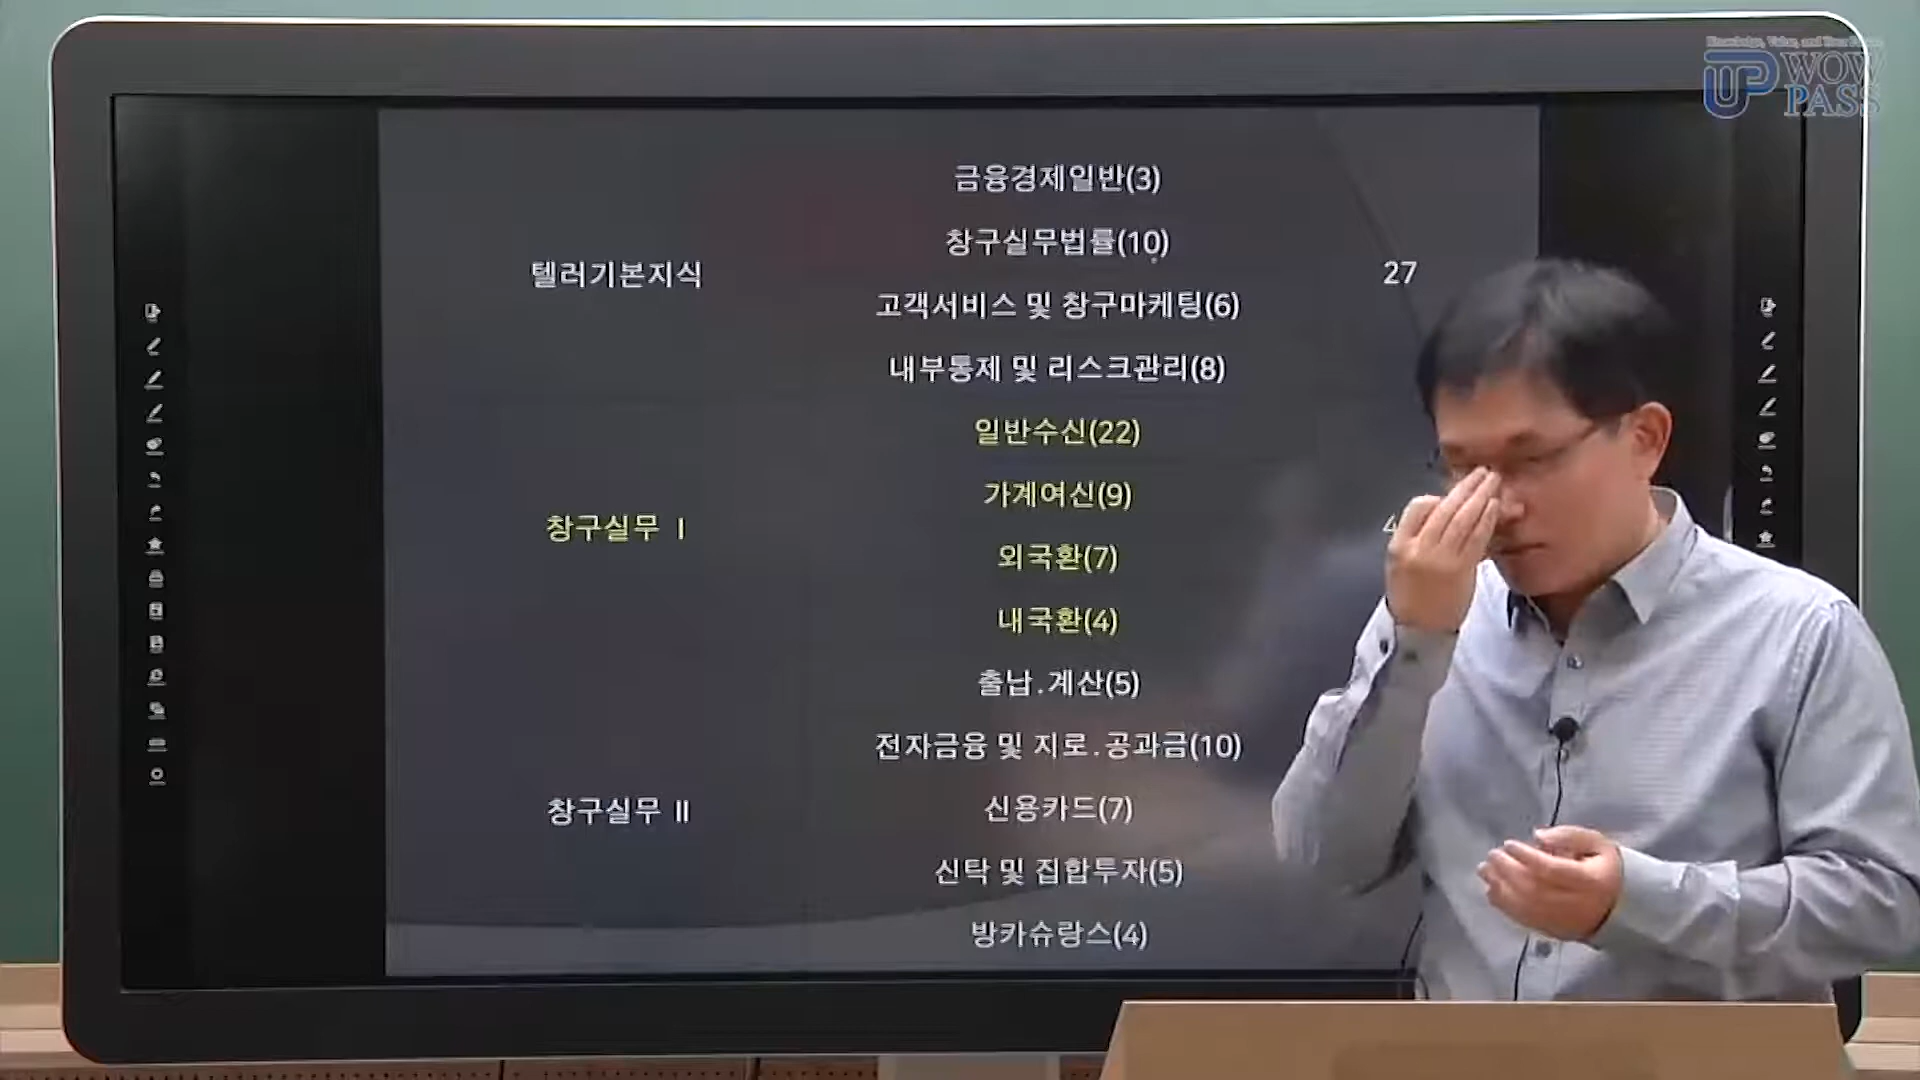 WOW
PASS
금융경제일반(3)
창구실무법률(10)
텔러기본지식
27
고객서비스 및 창구마케팅(6)
내부통제 및 리스크관리(8)
일반수신(22)
가계여신(9)
창구실무 Ⅰ
4
외국환(7)
내국환(4)
출납.계산(5)
전자금융 및 지로.공과금(10)
창구실무 Ⅱ
신용카드(7)
신탁 및 집합투자(5)
방카슈랑스(4)